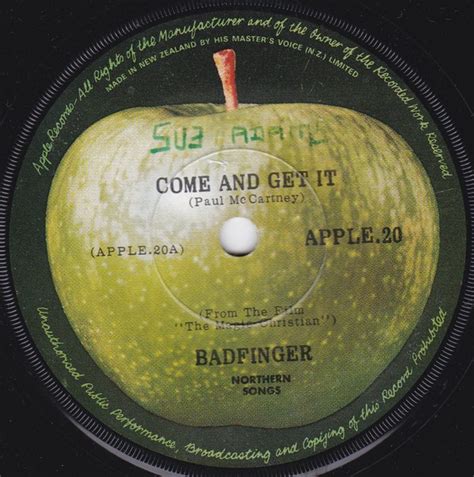 Apple Records - All Rights of the Manufacturer and of the Owner of the Recorded Work Reserved
MADE IN NEW ZEALAND BY HIS MASTER'S VOICE (N.Z.) LIMITED
SUE ADAMS
COME AND GET IT
(Paul McCartney)
(APPLE.20A)
APPLE.20
(From The Film
"The Magic Christian")
BADFINGER
NORTHERN
SONGS
Unauthorised Public Performance, Broadcasting and Copying of this Record Prohibited